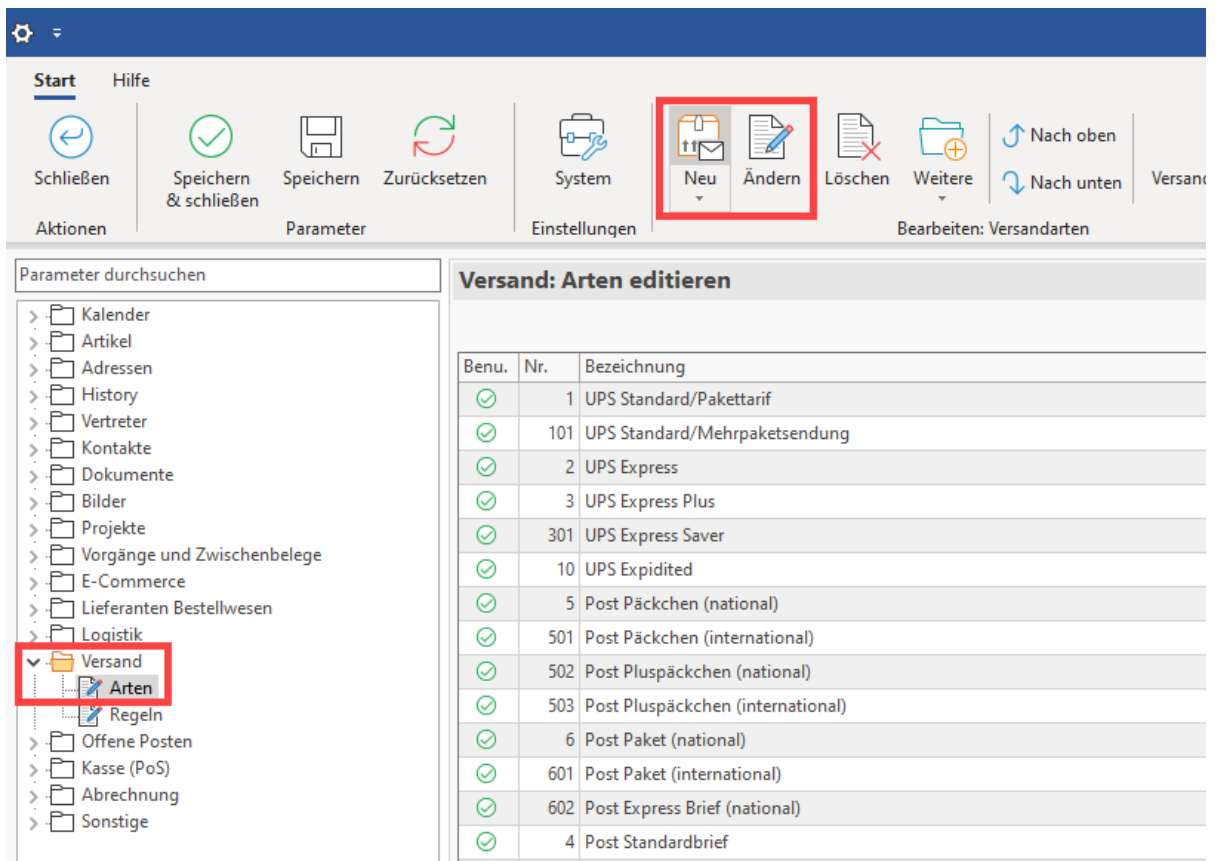 Start Hilfe
Schließen
Speichern
& schließen
Speichern
Zurücksetzen
System
Neu
Ändern
Löschen
Weitere
Nach oben
Nach unten
Versand
Aktionen
Parameter
Einstellungen
Bearbeiten: Versandarten
Parameter durchsuchen
Kalender
Artikel
Adressen
History
Vertreter
Kontakte
Dokumente
Bilder
Projekte
Vorgänge und Zwischenbelege
E-Commerce
Lieferanten Bestellwesen
Logistik
Versand
Arten
Regeln
Offene Posten
Kasse (PoS)
Abrechnung
Sonstige
Versand: Arten editieren
Benu. Nr. Bezeichnung
1 UPS Standard/Pakettarif
101 UPS Standard/Mehrpaketsendung
2 UPS Express
3 UPS Express Plus
301 UPS Express Saver
10 UPS Expidited
5 Post Päckchen (national)
501 Post Päckchen (international)
502 Post Pluspäckchen (national)
503 Post Pluspäckchen (international)
6 Post Paket (national)
601 Post Paket (international)
602 Post Express Brief (national)
4 Post Standardbrief